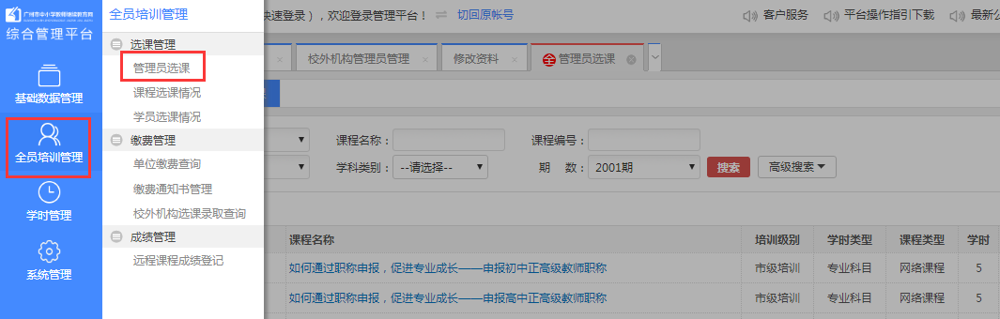 广州市中小学教师继续教育网
综合管理平台
基础数据管理
全员培训管理
学时管理
系统管理
全员培训管理
选课管理
管理员选课
课程选课情况
学员选课情况
缴费管理
单位缴费查询
缴费通知书管理
校外机构选课录取查询
成绩管理
远程课程成绩登记
快速登录），欢迎登录管理平台！ 切回原帐号
客户服务 平台操作指引下载 最新公
× 校外机构管理员管理 × 修改资料 × 全 管理员选课
课程名称： 课程编号：
学科类别： --请选择-- 期 数： 2001期 搜索 高级搜索
课程名称 培训级别 学时类型 课程类型 学时
如何通过职称申报，促进专业成长——申报初中正高级教师职称 市级培训 专业科目 网络课程 5
如何通过职称申报，促进专业成长——申报高中正高级教师职称 市级培训 专业科目 网络课程 5